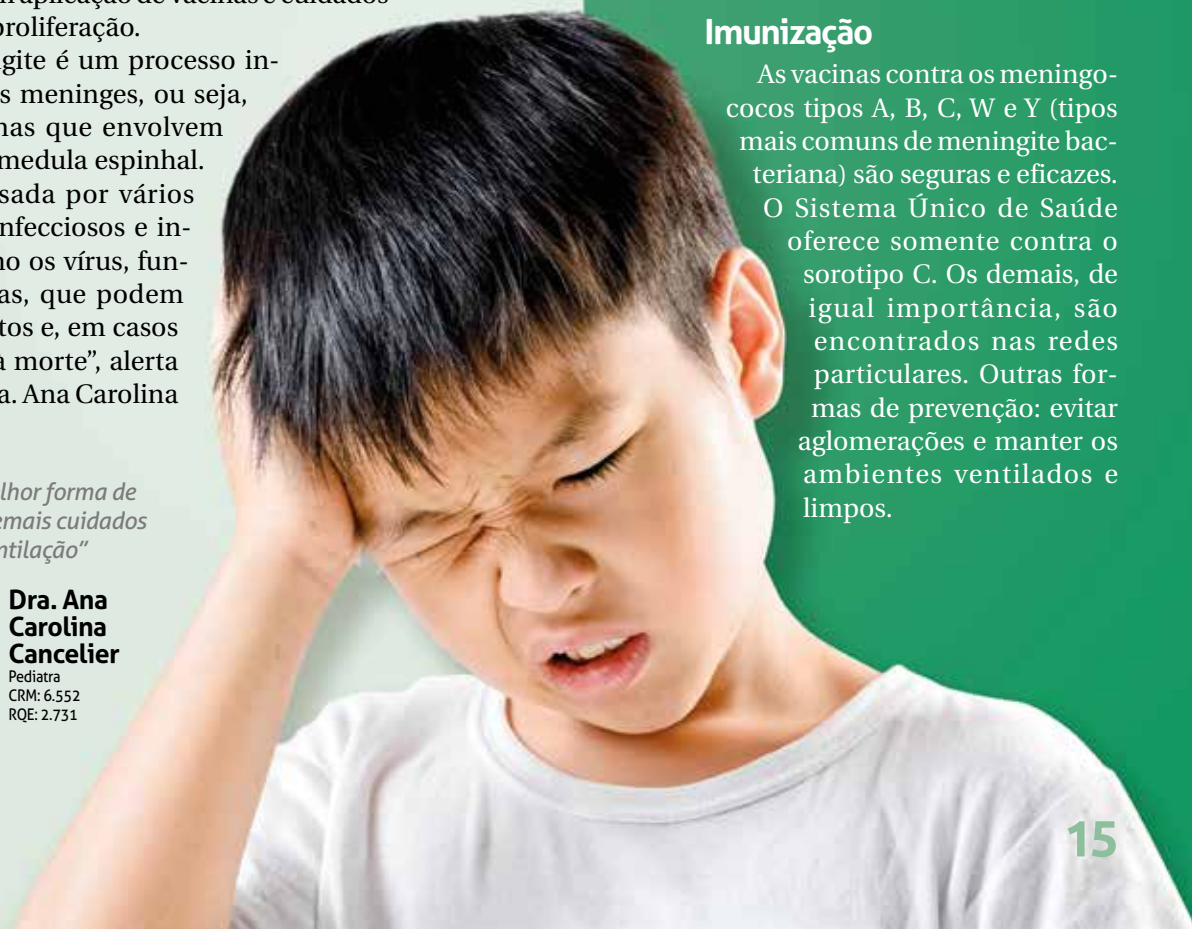 aplicação de vacinas e cuidados
proliferação.
gite é um processo in-
s meninges, ou seja,
nas que envolvem
medula espinhal.
sada por vários
nfecciosos e in-
no os vírus, fun-
as, que podem
tos e, em casos
à morte”, alerta
a. Ana Carolina
lhor forma de
emais cuidados
ntilação”
Dra. Ana
Carolina
Cancelier
Pediatra
CRM: 6.552
RQE: 2.731
Imunização
As vacinas contra os meningo-
cocos tipos A, B, C, W e Y (tipos
mais comuns de meningite bac-
teriana) são seguras e eficazes.
O Sistema Único de Saúde
oferece somente contra o
sorotipo C. Os demais, de
igual importância, são
encontrados nas redes
particulares. Outras for-
mas de prevenção: evitar
aglomerações e manter os
ambientes ventilados e
limpos.
15